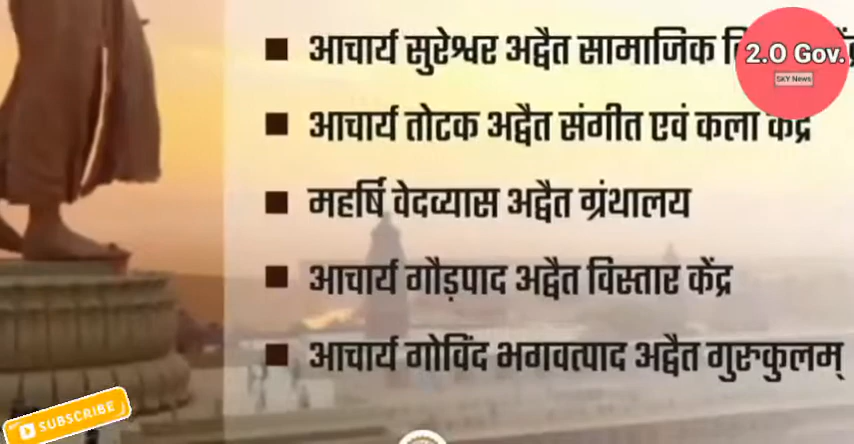 आचार्य सुरेश्वर अद्वैत सामाजिक
2.O Gov.
SKY News
आचार्य तोटक अद्वैत संगीत एवं कला केंद्र
महर्षि वेदव्यास अद्वैत ग्रंथालय
आचार्य गौड़पाद अद्वैत विस्तार केंद्र
आचार्य गोविंद भगवत्पाद अद्वैत गुरुकुलम्
SUBSCRIBE